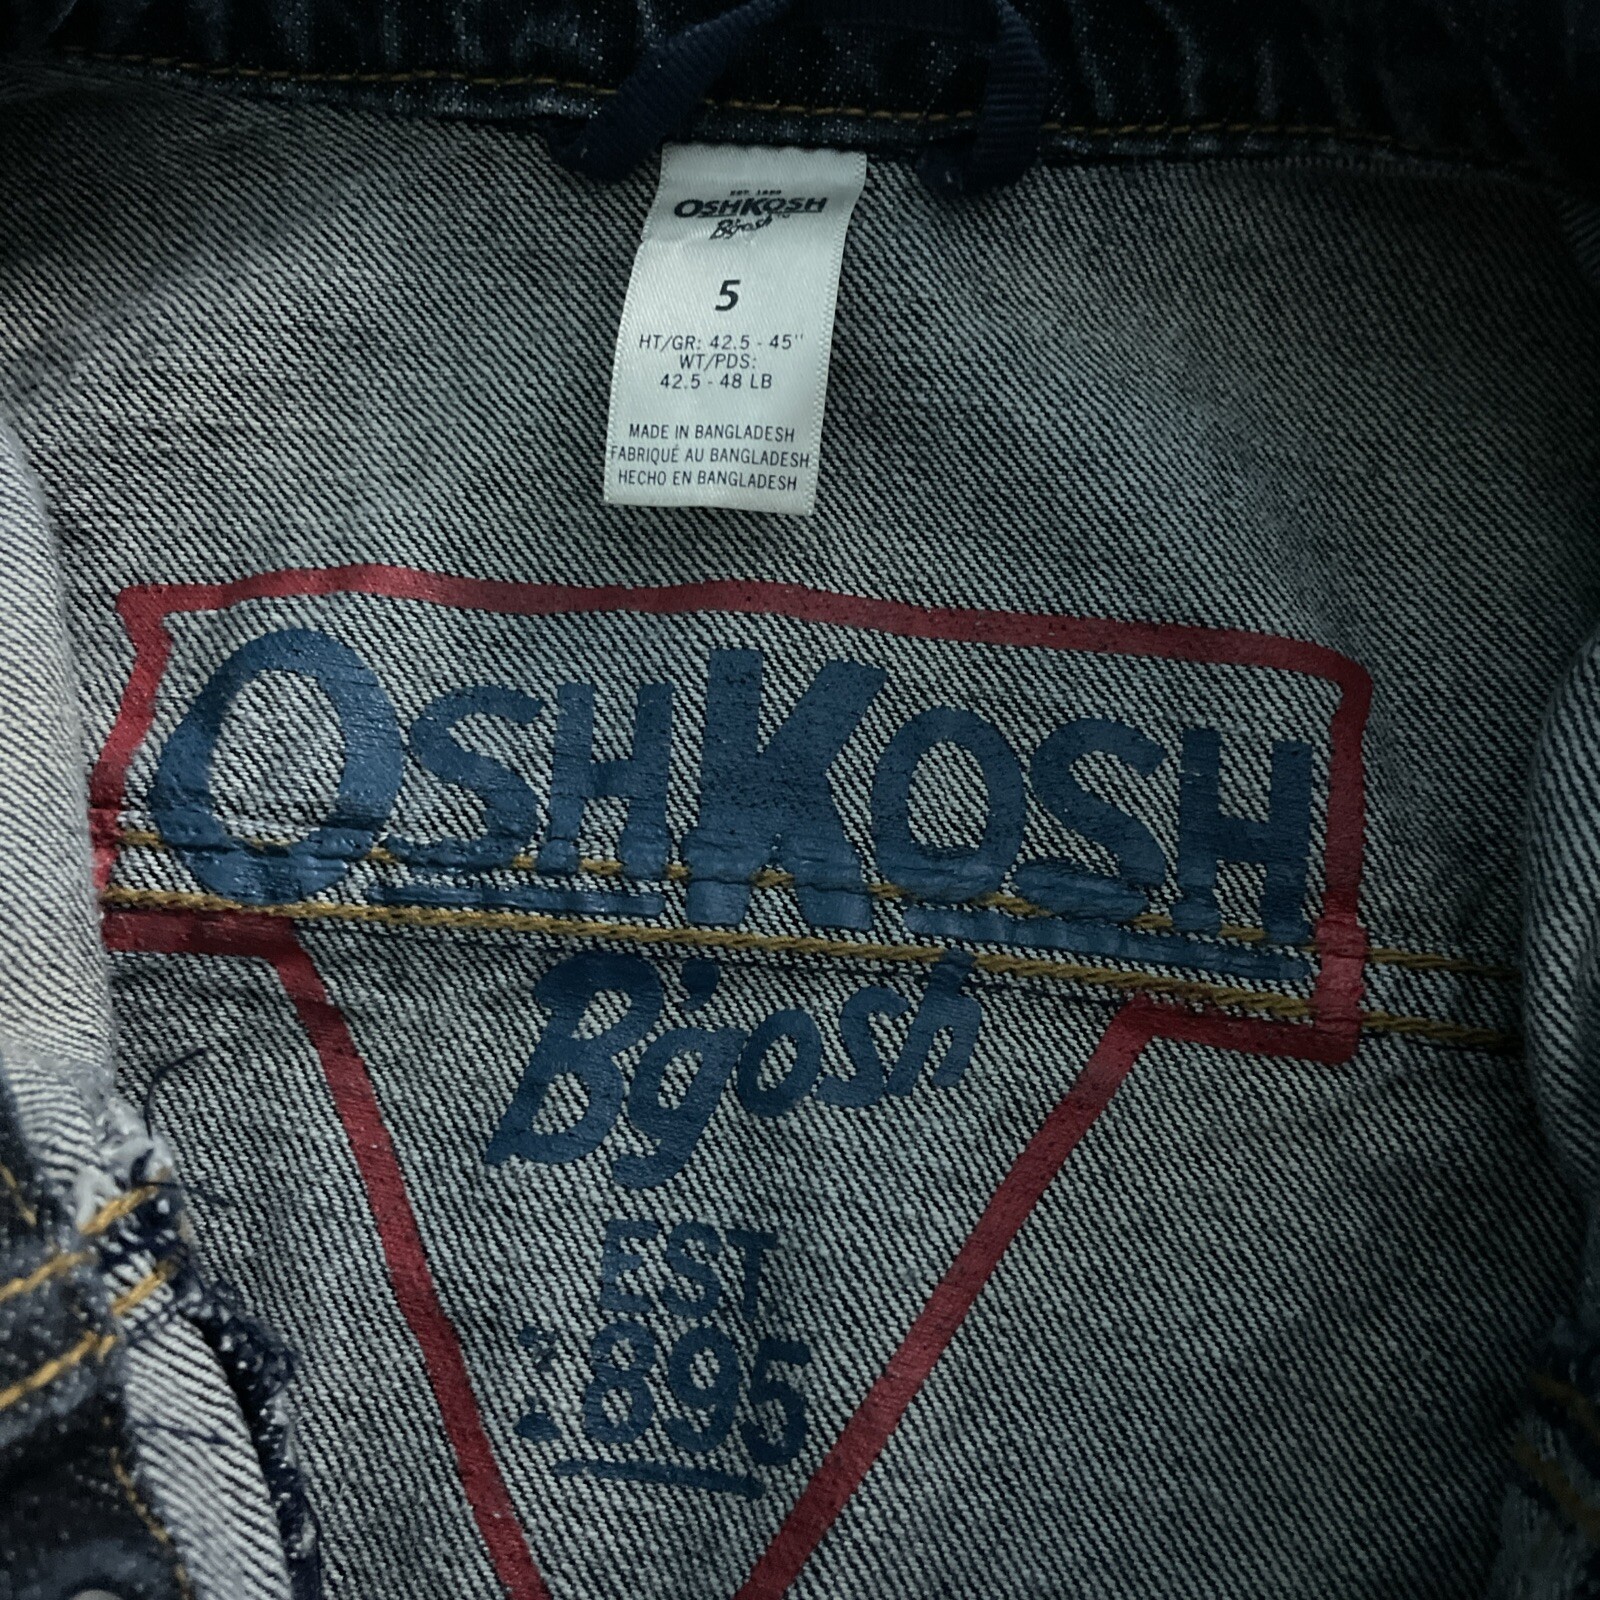 EST. 1895
OSHKOSH
B'gosh
5
HT/GR: 42.5 - 45"
WT/PDS:
42.5 - 48 LB
MADE IN BANGLADESH
FABRIQUÉ AU BANGLADESH
HECHO EN BANGLADESH
OSHKOSH
B'gosh
EST
1895